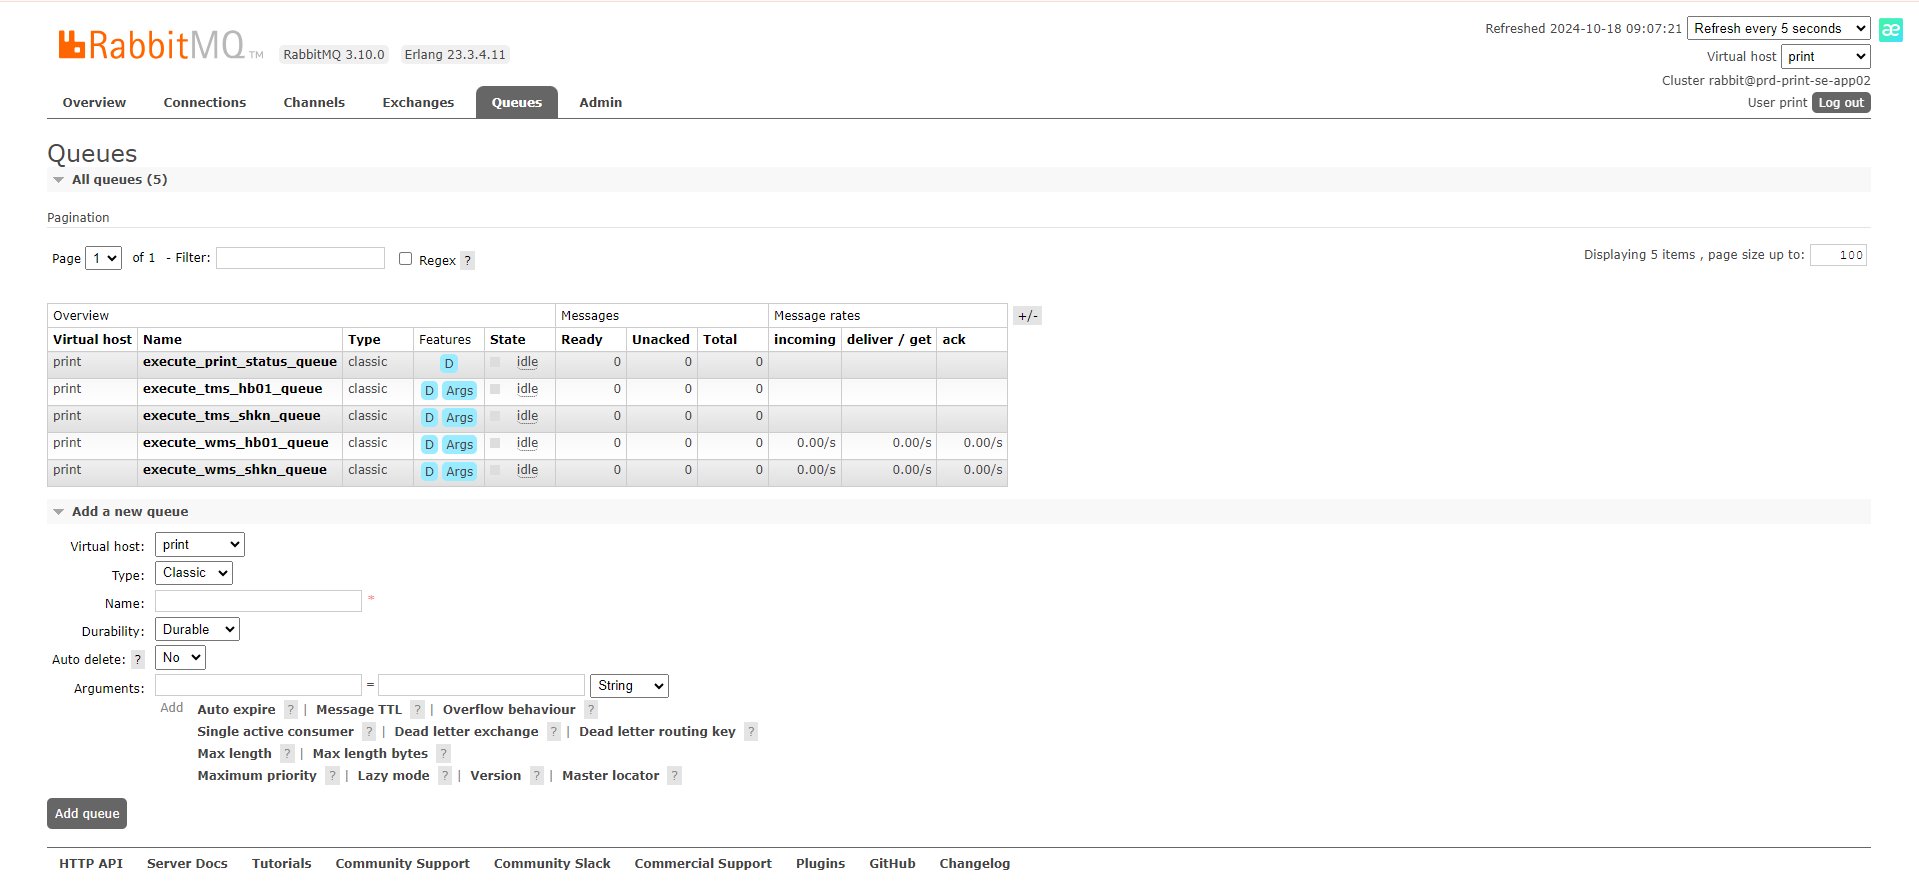 RabbitMQ TM RabbitMQ 3.10.0 Erlang 23.3.4.11
Refreshed 2024-10-18 09:07:21 Refresh every 5 seconds æ
Virtual host print
Cluster rabbit@prd-print-se-app02
User print Log out
Overview Connections Channels Exchanges Queues Admin
Queues
All queues (5)
Pagination
Page 1 of 1 - Filter: Regex ? Displaying 5 items , page size up to: 100
Overview Messages Message rates +/-
Virtual host Name Type Features State Ready Unacked Total incoming deliver / get ack
print execute_print_status_queue classic D idle 0 0 0
print execute_tms_hb01_queue classic D Args idle 0 0 0
print execute_tms_shkn_queue classic D Args idle 0 0 0
print execute_wms_hb01_queue classic D Args idle 0 0 0 0.00/s 0.00/s 0.00/s
print execute_wms_shkn_queue classic D Args idle 0 0 0 0.00/s 0.00/s 0.00/s
Add a new queue
Virtual host: print
Type: Classic
Name: *
Durability: Durable
Auto delete: ? No
Arguments: = String
Add Auto expire ? | Message TTL ? | Overflow behaviour ?
Single active consumer ? | Dead letter exchange ? | Dead letter routing key ?
Max length ? | Max length bytes ?
Maximum priority ? | Lazy mode ? | Version ? | Master locator ?
Add queue
HTTP API Server Docs Tutorials Community Support Community Slack Commercial Support Plugins GitHub Changelog